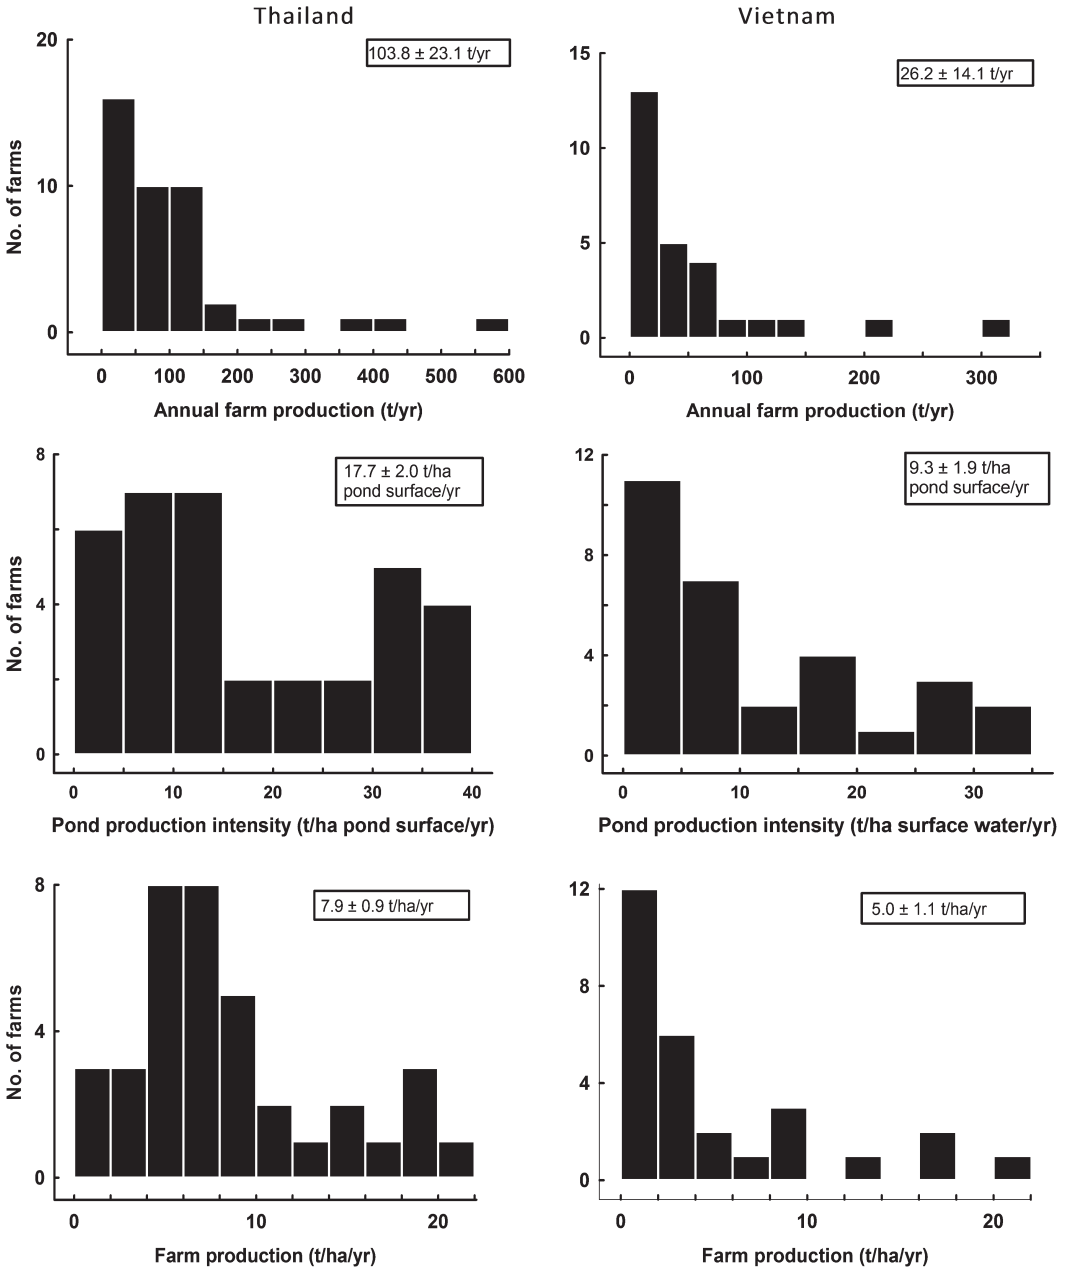 Thailand
Vietnam
20
10
0
No. of farms
103.8 ± 23.1 t/yr
0 100 200 300 400 500 600
Annual farm production (t/yr)
15
10
5
0
26.2 ± 14.1 t/yr
0 100 200 300
Annual farm production (t/yr)
8
4
0
No. of farms
17.7 ± 2.0 t/ha
pond surface/yr
0 10 20 30 40
Pond production intensity (t/ha pond surface/yr)
12
8
4
0
9.3 ± 1.9 t/ha
pond surface/yr
0 10 20 30
Pond production intensity (t/ha surface water/yr)
8
4
0
No. of farms
7.9 ± 0.9 t/ha/yr
0 10 20
Farm production (t/ha/yr)
12
8
4
0
5.0 ± 1.1 t/ha/yr
0 10 20
Farm production (t/ha/yr)